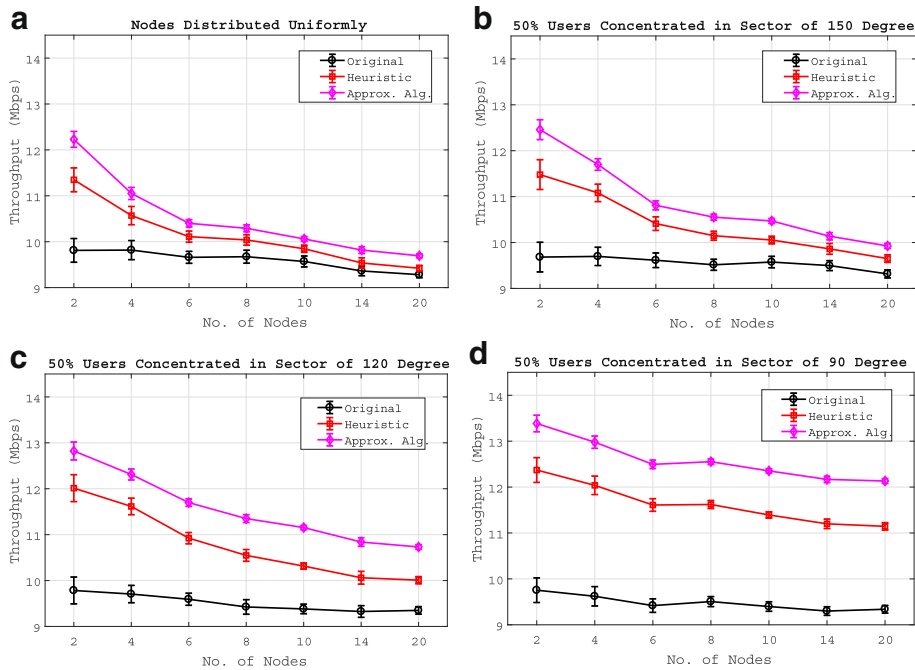 a
Nodes Distributed Uniformly
14
13
12
11
10
9
Throughput (Mbps)
Original
Heuristic
Approx. Alg.
2 4 6 8 10 14 20
No. of Nodes
b
50% Users Concentrated in Sector of 150 Degree
14
13
12
11
10
9
Throughput (Mbps)
Original
Heuristic
Approx. Alg.
2 4 6 8 10 14 20
No. of Nodes
c
50% Users Concentrated in Sector of 120 Degree
14
13
12
11
10
9
Throughput (Mbps)
Original
Heuristic
Approx. Alg.
2 4 6 8 10 14 20
No. of Nodes
d
50% Users Concentrated in Sector of 90 Degree
14
13
12
11
10
9
Throughput (Mbps)
Original
Heuristic
Approx. Alg.
2 4 6 8 10 14 20
No. of Nodes